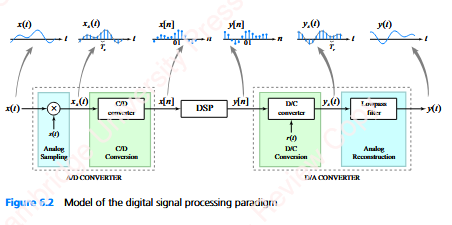 x(t) xₛ(t) x[n] y[n] yₛ(t) y(t)
t Tₛ t 01 n 01 n Tₛ t t
x(t) xₛ(t) C/D converter x[n] DSP y[n] D/C converter yₛ(t) Lowpass filter y(t)
s(t) r(t)
Analog Sampling C/D Conversion D/C Conversion Analog Reconstruction
A/D CONVERTER D/A CONVERTER
Figure 6.2 Model of the digital signal processing paradigm